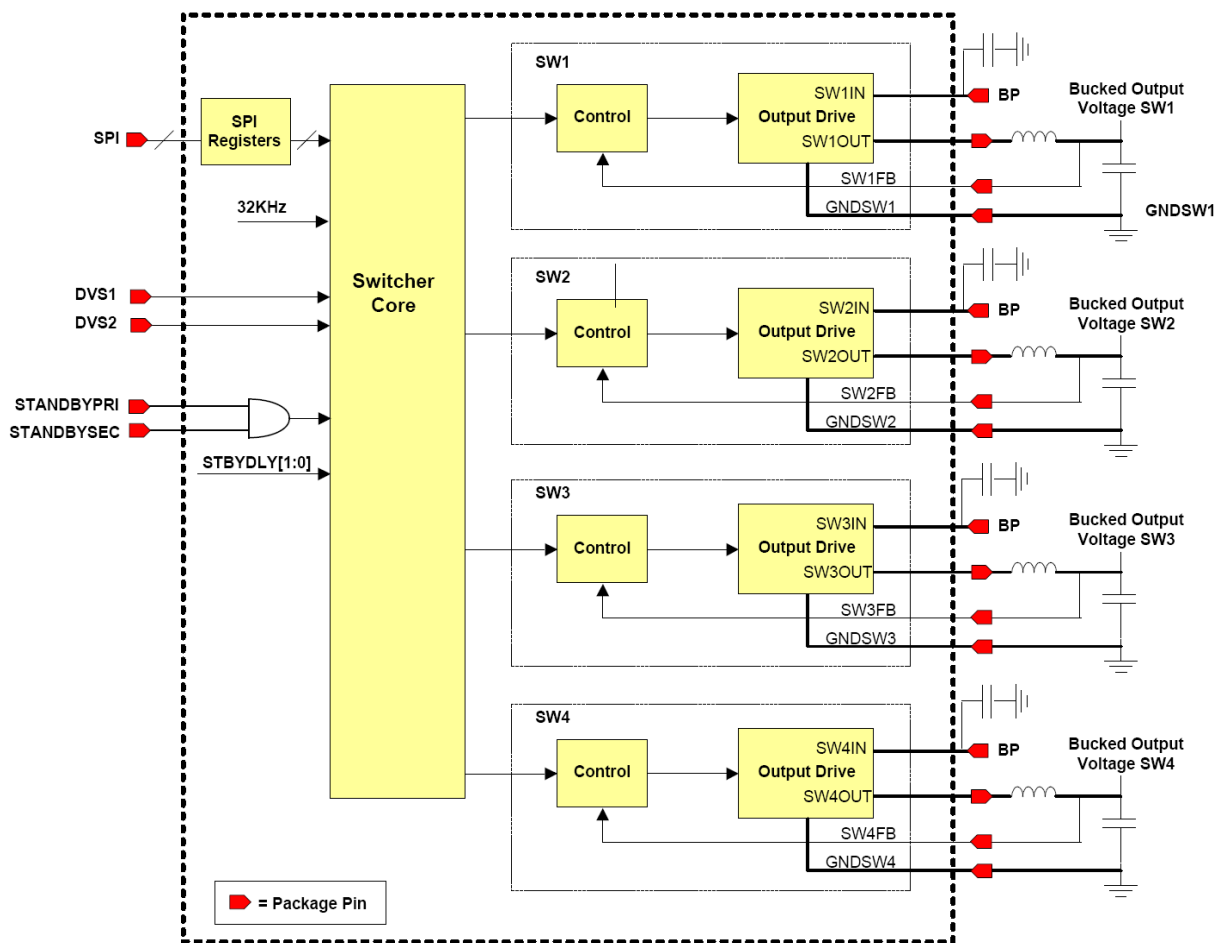 SPI
SPI
Registers
32KHz
DVS1
DVS2
STANDBYPRI
STANDBYSEC
STBYDLY[1:0]
Switcher
Core
SW1
Control
Output Drive
SW1IN
SW1OUT
SW1FB
GNDSW1
BP
Bucked Output
Voltage SW1
GNDSW1
SW2
Control
Output Drive
SW2IN
SW2OUT
SW2FB
GNDSW2
BP
Bucked Output
Voltage SW2
SW3
Control
Output Drive
SW3IN
SW3OUT
SW3FB
GNDSW3
BP
Bucked Output
Voltage SW3
SW4
Control
Output Drive
SW4IN
SW4OUT
SW4FB
GNDSW4
BP
Bucked Output
Voltage SW4
= Package Pin